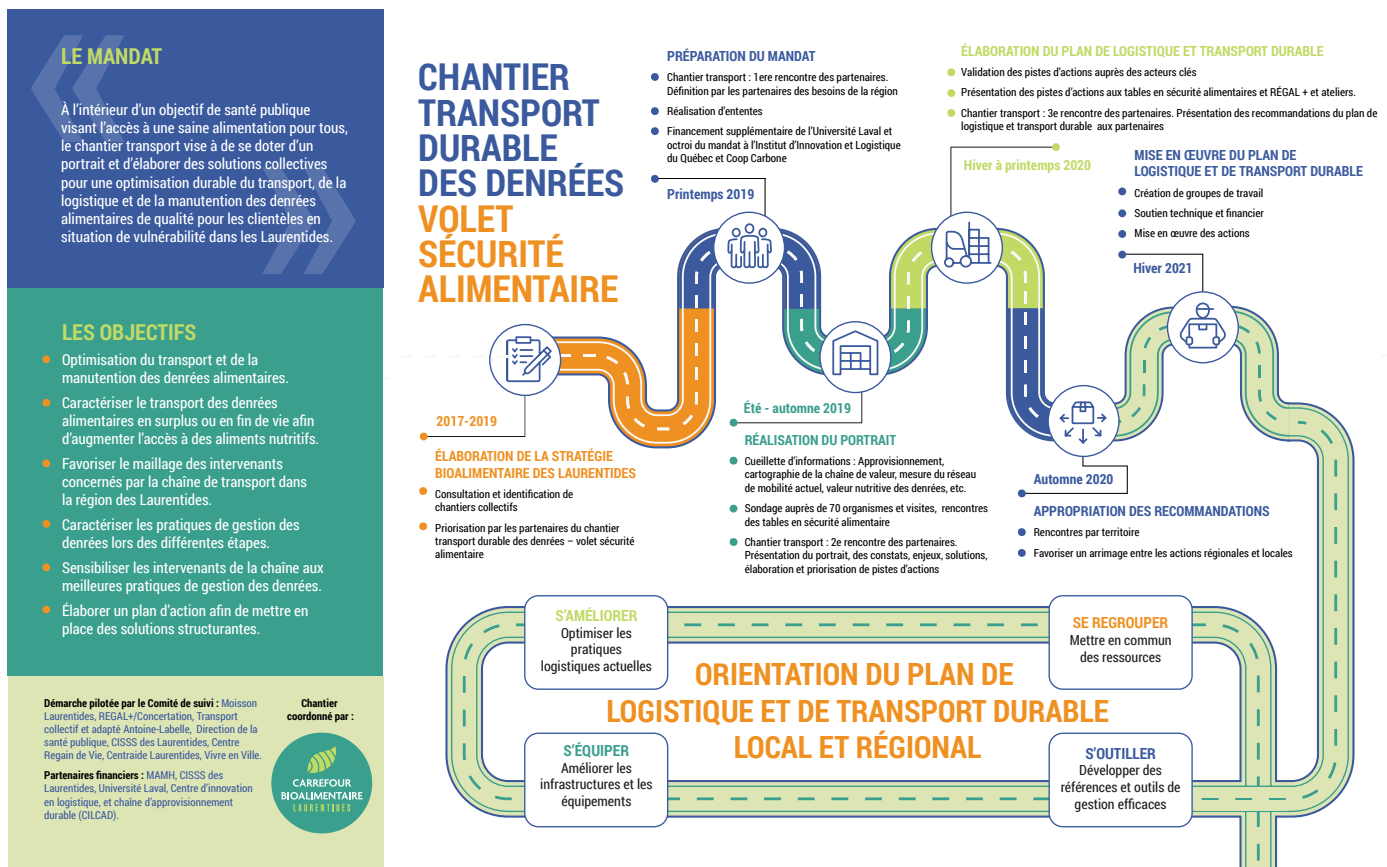 LE MANDAT
À l'intérieur d'un objectif de santé publique
visant l'accès à une saine alimentation pour tous,
le chantier transport vise à de se doter d'un
portrait et d'élaborer des solutions collectives
pour une optimisation durable du transport, de la
logistique et de la manutention des denrées
alimentaires de qualité pour les clientèles en
situation de vulnérabilité dans les Laurentides.
LES OBJECTIFS
Optimisation du transport et de la
manutention des denrées alimentaires.
Caractériser le transport des denrées
alimentaires en surplus ou en fin de vie afin
d'augmenter l'accès à des aliments nutritifs.
Favoriser le maillage des intervenants
concernés par la chaîne de transport dans
la région des Laurentides.
Caractériser les pratiques de gestion des
denrées lors des différentes étapes.
Sensibiliser les intervenants de la chaîne aux
meilleures pratiques de gestion des denrées.
Élaborer un plan d'action afin de mettre en
place des solutions structurantes.
Démarche pilotée par le Comité de suivi : Moisson
Laurentides, REGAL+/Concertation, Transport
collectif et adapté Antoine-Labelle, Direction de la
santé publique, CISSS des Laurentides, Centre
Regain de Vie, Centraide Laurentides, Vivre en Ville.
Partenaires financiers : MAMH, CISSS des
Laurentides, Université Laval, Centre d'innovation
en logistique, et chaîne d'approvisionnement
durable (CILCAD).
Chantier
coordonné par :
CARREFOUR
BIOALIMENTAIRE
LAURENTIDES
CHANTIER
TRANSPORT
DURABLE
DES DENRÉES
VOLET
SÉCURITÉ
ALIMENTAIRE
2017-2019
ÉLABORATION DE LA STRATÉGIE
BIOALIMENTAIRE DES LAURENTIDES
Consultation et identification de
chantiers collectifs
Priorisation par les partenaires du chantier
transport durable des denrées – volet sécurité
alimentaire
PRÉPARATION DU MANDAT
Chantier transport : 1ere rencontre des partenaires.
Définition par les partenaires des besoins de la région
Réalisation d'ententes
Financement supplémentaire de l'Université Laval et
octroi du mandat à l'Institut d'Innovation et Logistique
du Québec et Coop Carbone
Printemps 2019
Été - automne 2019
RÉALISATION DU PORTRAIT
Cueillette d'informations : Approvisionnement,
cartographie de la chaîne de valeur, mesure du réseau
de mobilité actuel, valeur nutritive des denrées, etc.
Sondage auprès de 70 organismes et visites, rencontres
des tables en sécurité alimentaire
Chantier transport : 2e rencontre des partenaires.
Présentation du portrait, des constats, enjeux, solutions,
élaboration et priorisation de pistes d'actions
ÉLABORATION DU PLAN DE LOGISTIQUE ET TRANSPORT DURABLE
Validation des pistes d'actions auprès des acteurs clés
Présentation des pistes d'actions aux tables en sécurité alimentaires et RÉGAL + et ateliers.
Chantier transport : 3e rencontre des partenaires. Présentation des recommandations du plan de
logistique et transport durable aux partenaires
Hiver à printemps 2020
Automne 2020
APPROPRIATION DES RECOMMANDATIONS
Rencontres par territoire
Favoriser un arrimage entre les actions régionales et locales
MISE EN ŒUVRE DU PLAN DE
LOGISTIQUE ET DE TRANSPORT DURABLE
Création de groupes de travail
Soutien technique et financier
Mise en œuvre des actions
Hiver 2021
S'AMÉLIORER
Optimiser les
pratiques
logistiques actuelles
SE REGROUPER
Mettre en commun
des ressources
ORIENTATION DU PLAN DE
LOGISTIQUE ET DE TRANSPORT DURABLE
LOCAL ET RÉGIONAL
S'ÉQUIPER
Améliorer les
infrastructures et les
équipements
S'OUTILLER
Développer des
références et outils de
gestion efficaces